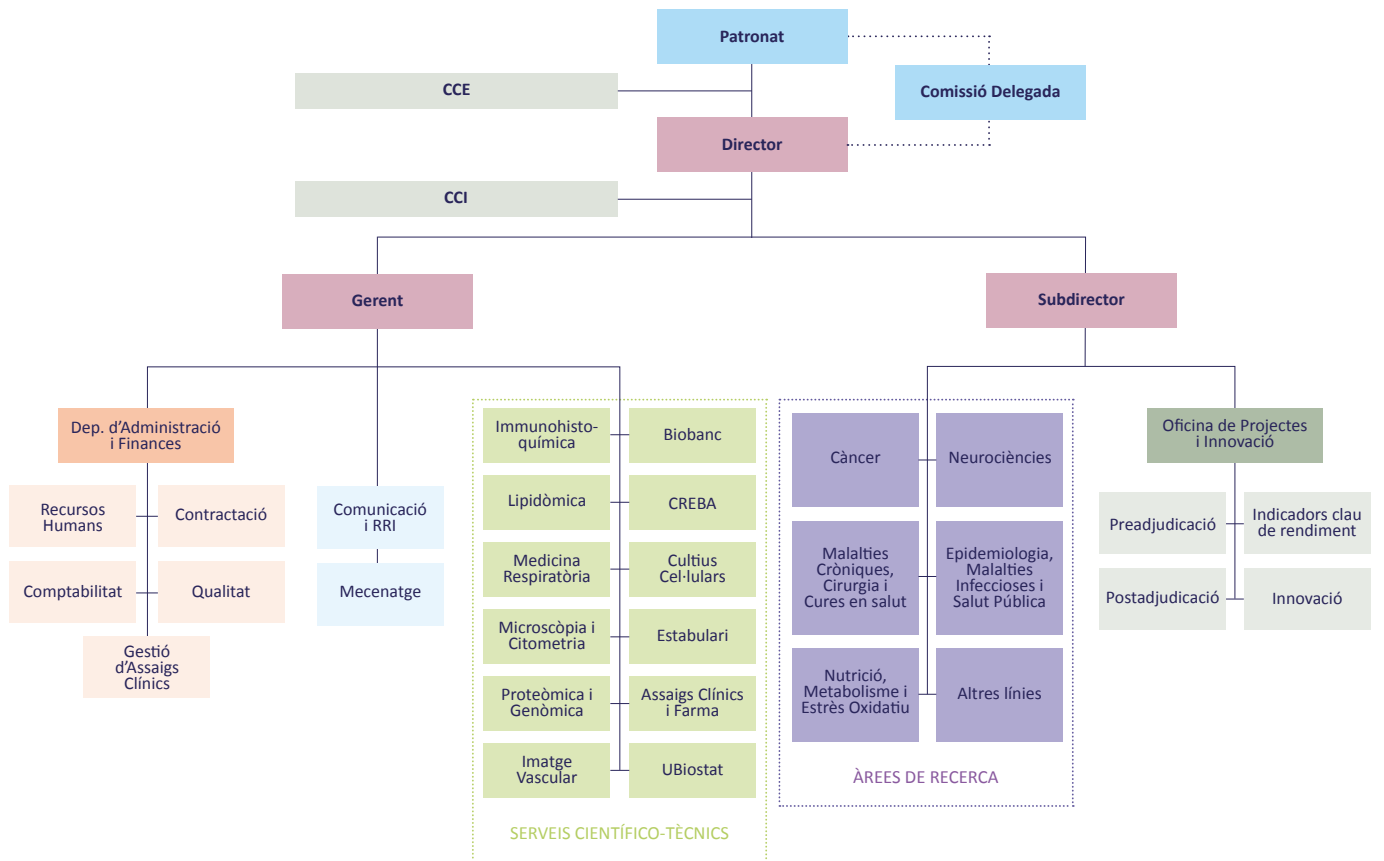 Patronat
CCE
Comissió Delegada
Director
CCI
Gerent
Subdirector
Dep. d'Administració
i Finances
Recursos
Humans
Contractació
Comptabilitat
Qualitat
Gestió
d'Assaigs
Clínics
Comunicació
i RRI
Mecenatge
Immunohisto-
química
Biobanc
Lipidòmica
CREBA
Medicina
Respiratòria
Cultius
Cel·lulars
Microscòpia i
Citometria
Estabulari
Proteòmica i
Genòmica
Assaigs Clínics
i Farma
Imatge
Vascular
UBiostat
SERVEIS CIENTÍFICO-TÈCNICS
Càncer
Neurociències
Malalties
Cròniques,
Cirurgia i
Cures en salut
Epidemiologia,
Malalties
Infeccioses i
Salut Pública
Nutrició,
Metabolisme i
Estrès Oxidatiu
Altres línies
ÀREES DE RECERCA
Oficina de Projectes
i Innovació
Preadjudicació
Indicadors clau
de rendiment
Postadjudicació
Innovació